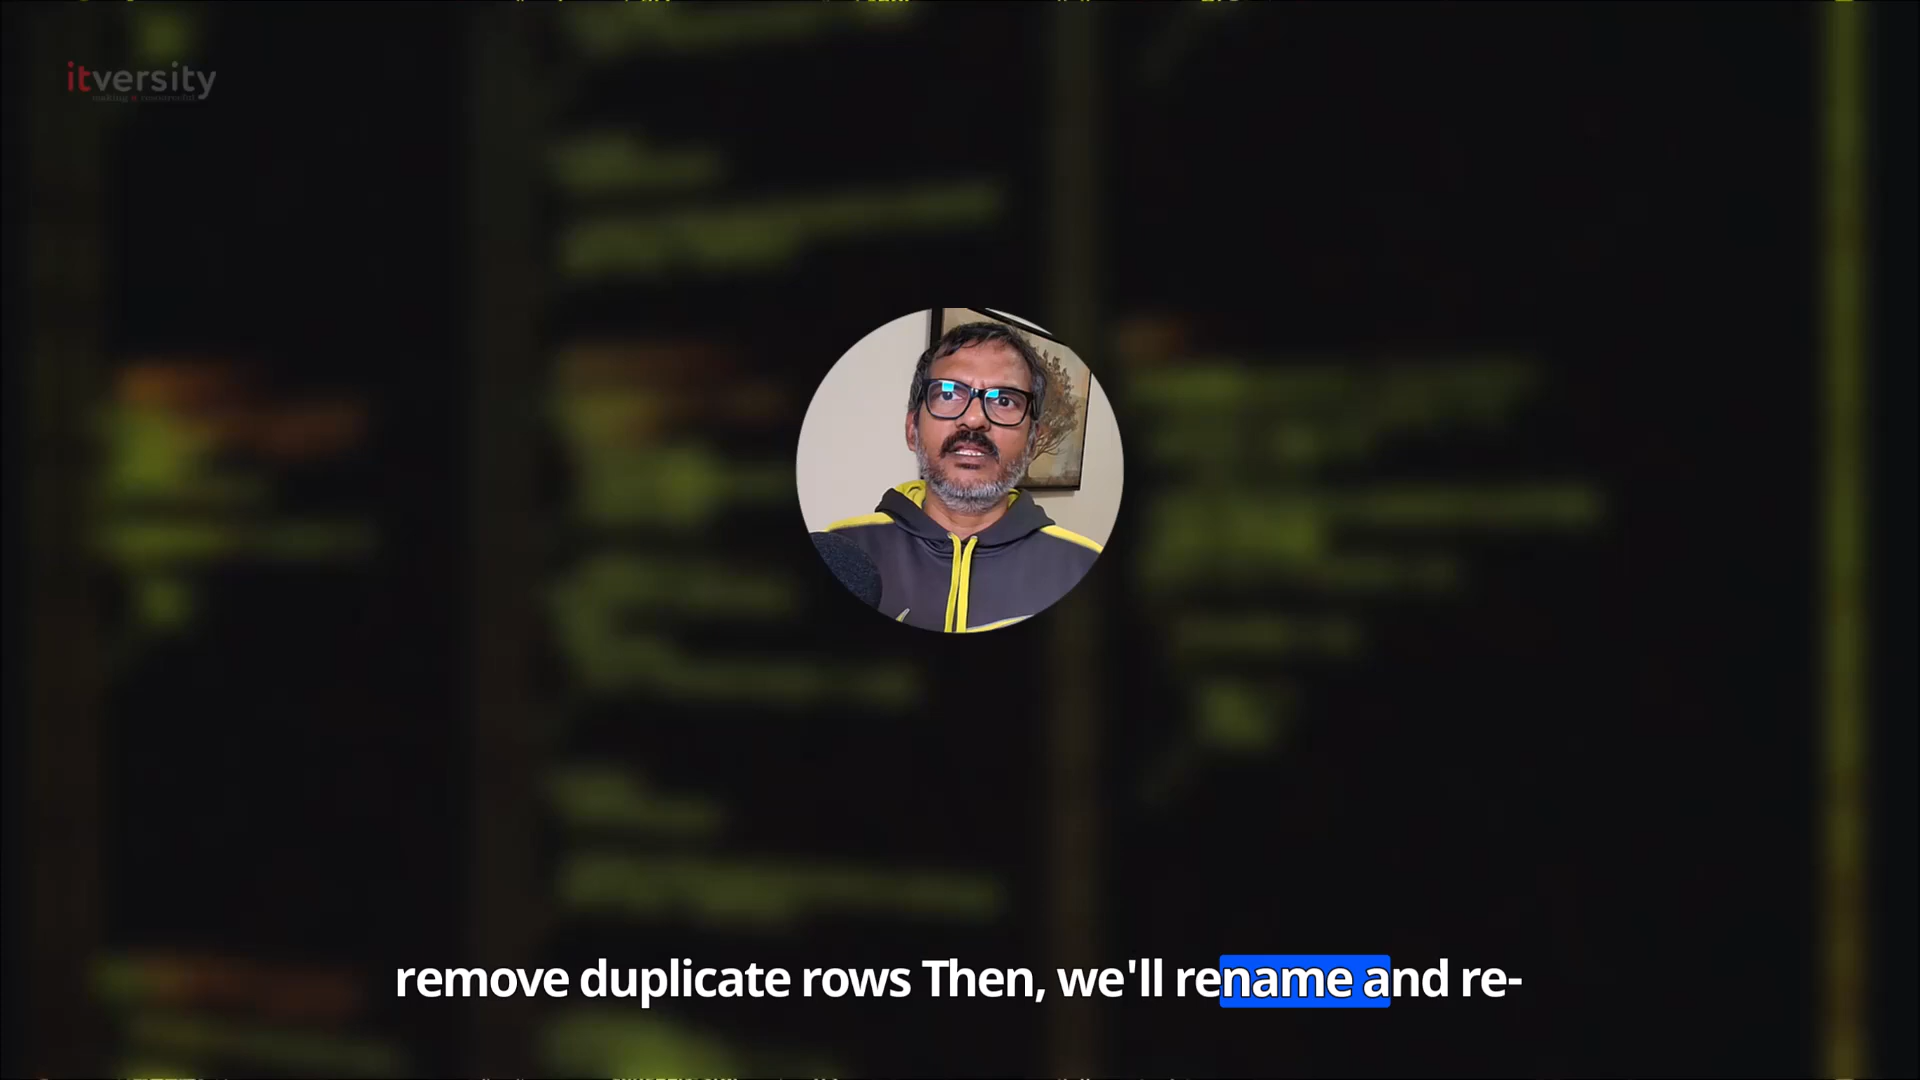 itversity
remove duplicate rows Then, we'll rename and re-